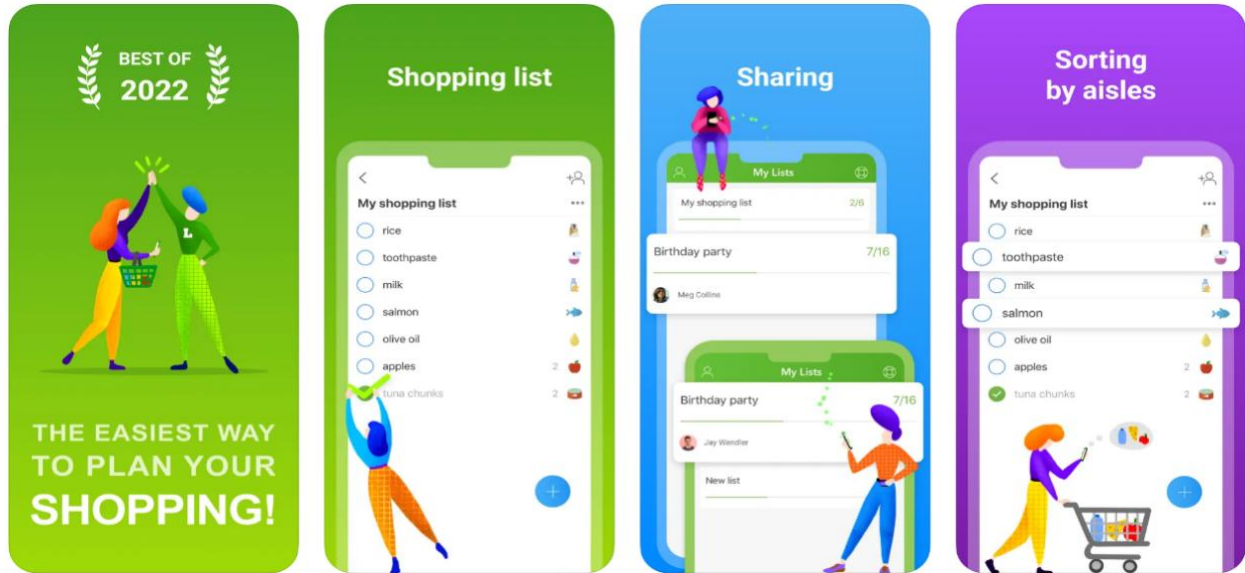 BEST OF
2022
L
THE EASIEST WAY
TO PLAN YOUR
SHOPPING!
Shopping list
My shopping list
rice
toothpaste
milk
salmon
olive oil
apples 2
tuna chunks 2
+
Sharing
My Lists
My shopping list 2/6
Birthday party 7/16
Meg Collins
My Lists
Birthday party 7/16
Jay Wendler
New list
Sorting
by aisles
My shopping list
rice
toothpaste
milk
salmon
olive oil
apples 2
tuna chunks 2
+